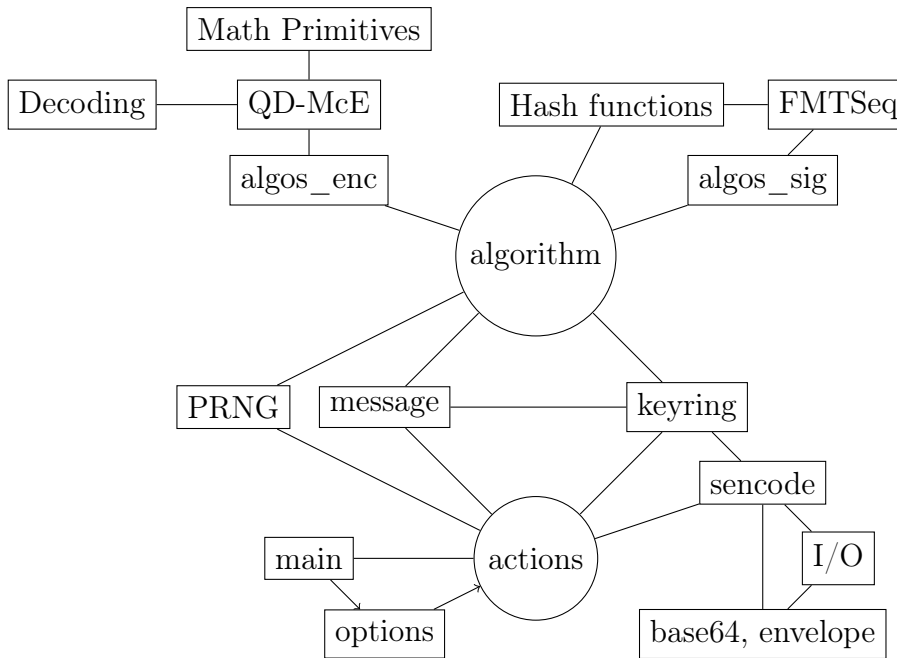 Math Primitives
Decoding
QD-McE
Hash functions
FMTSeq
algos_enc
algos_sig
algorithm
PRNG
message
keyring
sencode
main
actions
I/O
options
base64, envelope